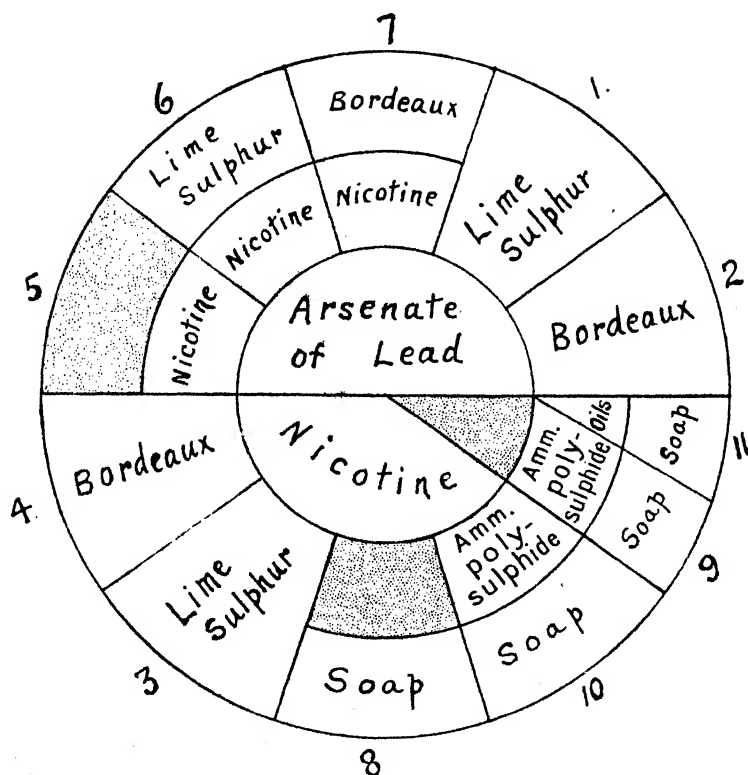 7
6
1.
Lime
Sulphur
Bordeaux
Lime
Sulphur
Nicotine
Nicotine
5
2
Nicotine
Arsenate
of Lead
Bordeaux
Bordeaux
Nicotine
Amm.
poly-
sulphide
Oils
Soap
11
Soap
9
4
Lime
Sulphur
Amm.
poly-
sulphide
Soap
Soap
3
10
8